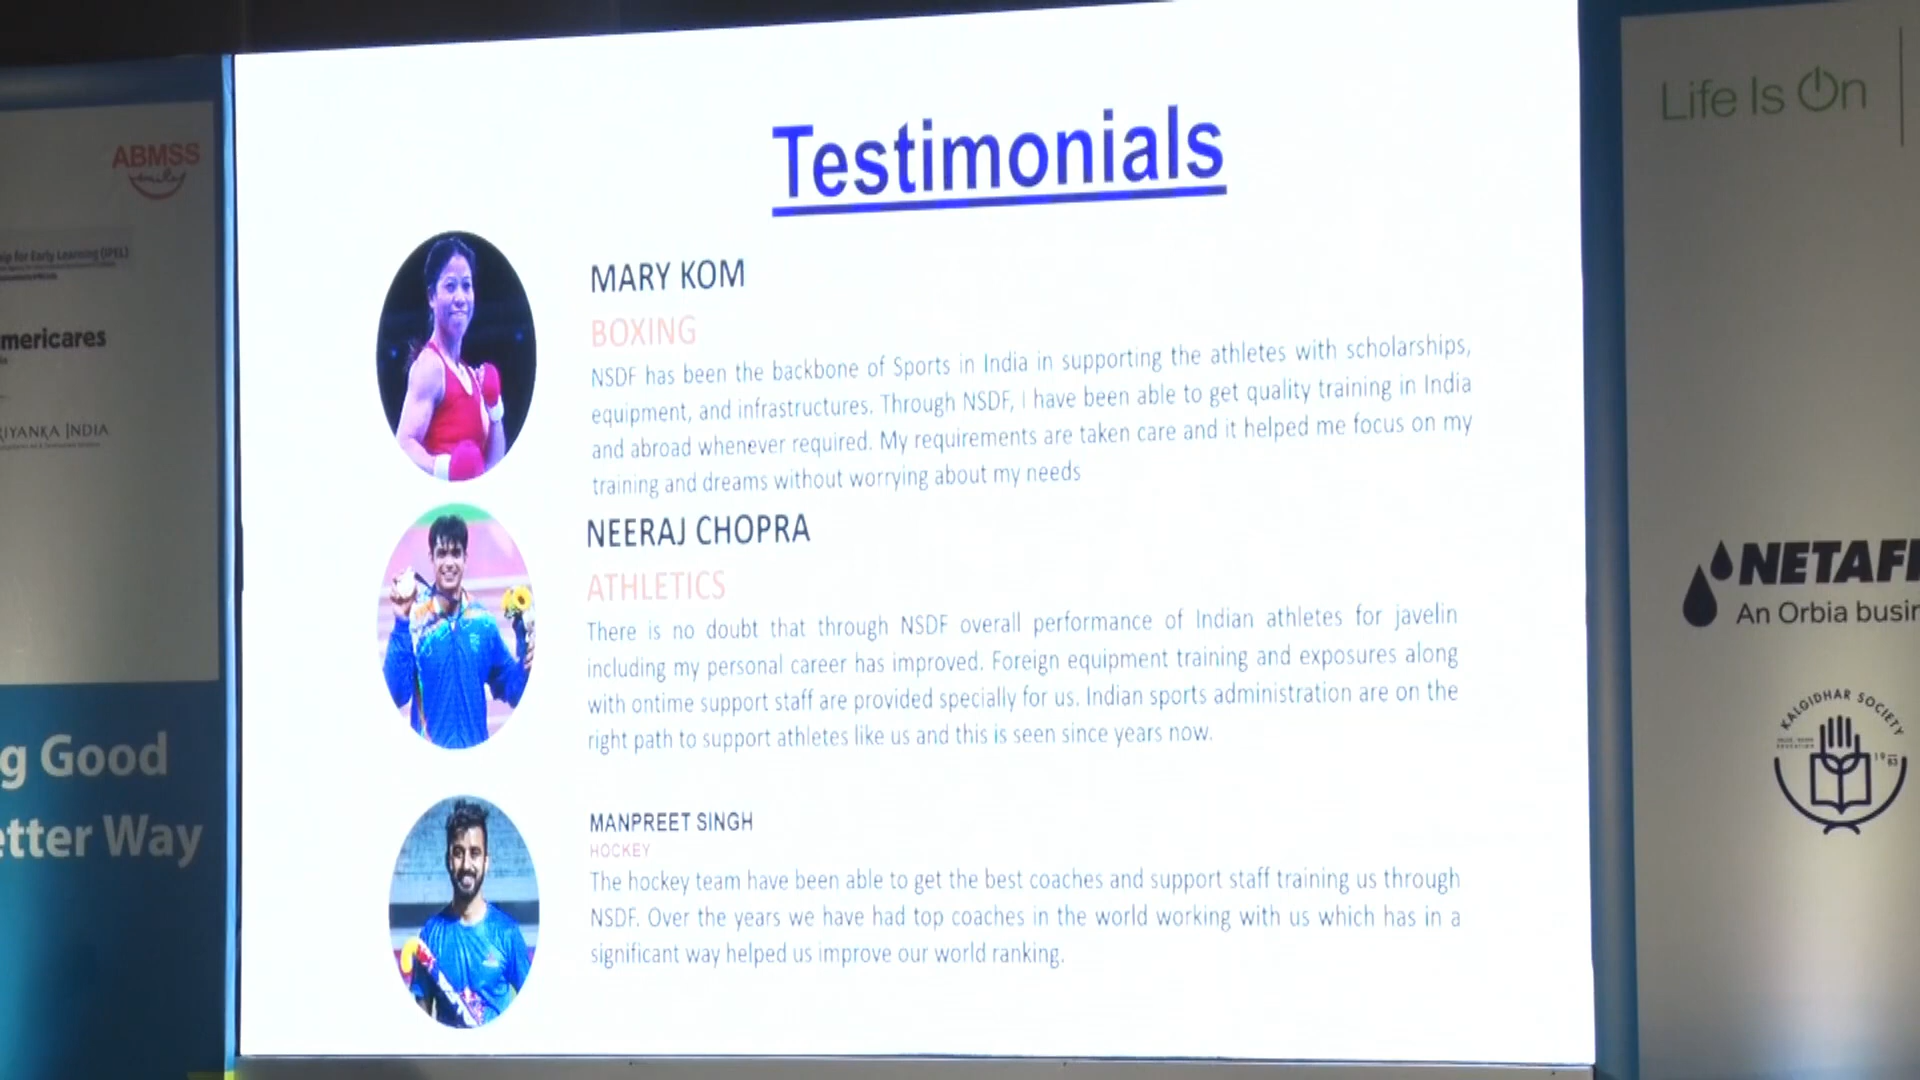 Testimonials
MARY KOM
BOXING
NSDF has been the backbone of Sports in India in supporting the athletes with scholarships,
equipment, and infrastructures. Through NSDF, I have been able to get quality training in India
and abroad whenever required. My requirements are taken care and it helped me focus on my
training and dreams without worrying about my needs
NEERAJ CHOPRA
ATHLETICS
There is no doubt that through NSDF overall performance of Indian athletes for javelin
including my personal career has improved. Foreign equipment training and exposures along
with ontime support staff are provided specially for us. Indian sports administration are on the
right path to support athletes like us and this is seen since years now.
MANPREET SINGH
HOCKEY
The hockey team have been able to get the best coaches and support staff training us through
NSDF. Over the years we have had top coaches in the world working with us which has in a
significant way helped us improve our world ranking.
ABMSS
smile
ip for Early Learning (IPEL)
mericares
RIYANKA INDIA
g Good
etter Way
Life Is On
NETAFI
An Orbia busin
KALGIDHAR SOCIETY
1983